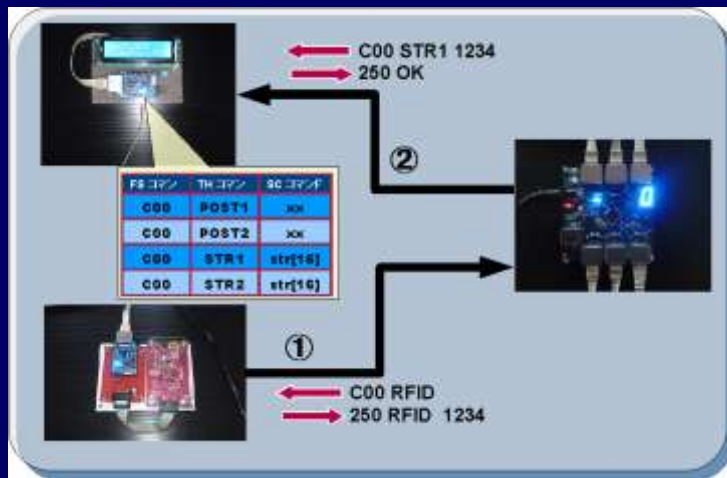 C00 STR1 1234
250 OK
②
0
FS コマン TH コマン SC コマンド
C00 POST1 xx
C00 POST2 xx
C00 STR1 str[16]
C00 STR2 str[16]
①
C00 RFID
250 RFID 1234